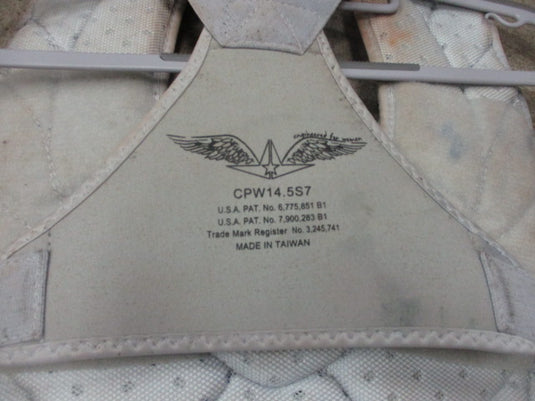 engineered for women
CPW14.5S7
U.S.A. PAT. No. 6,775,851 B1
U.S.A. PAT. No. 7,900,283 B1
Trade Mark Register No. 3,245,741
MADE IN TAIWAN